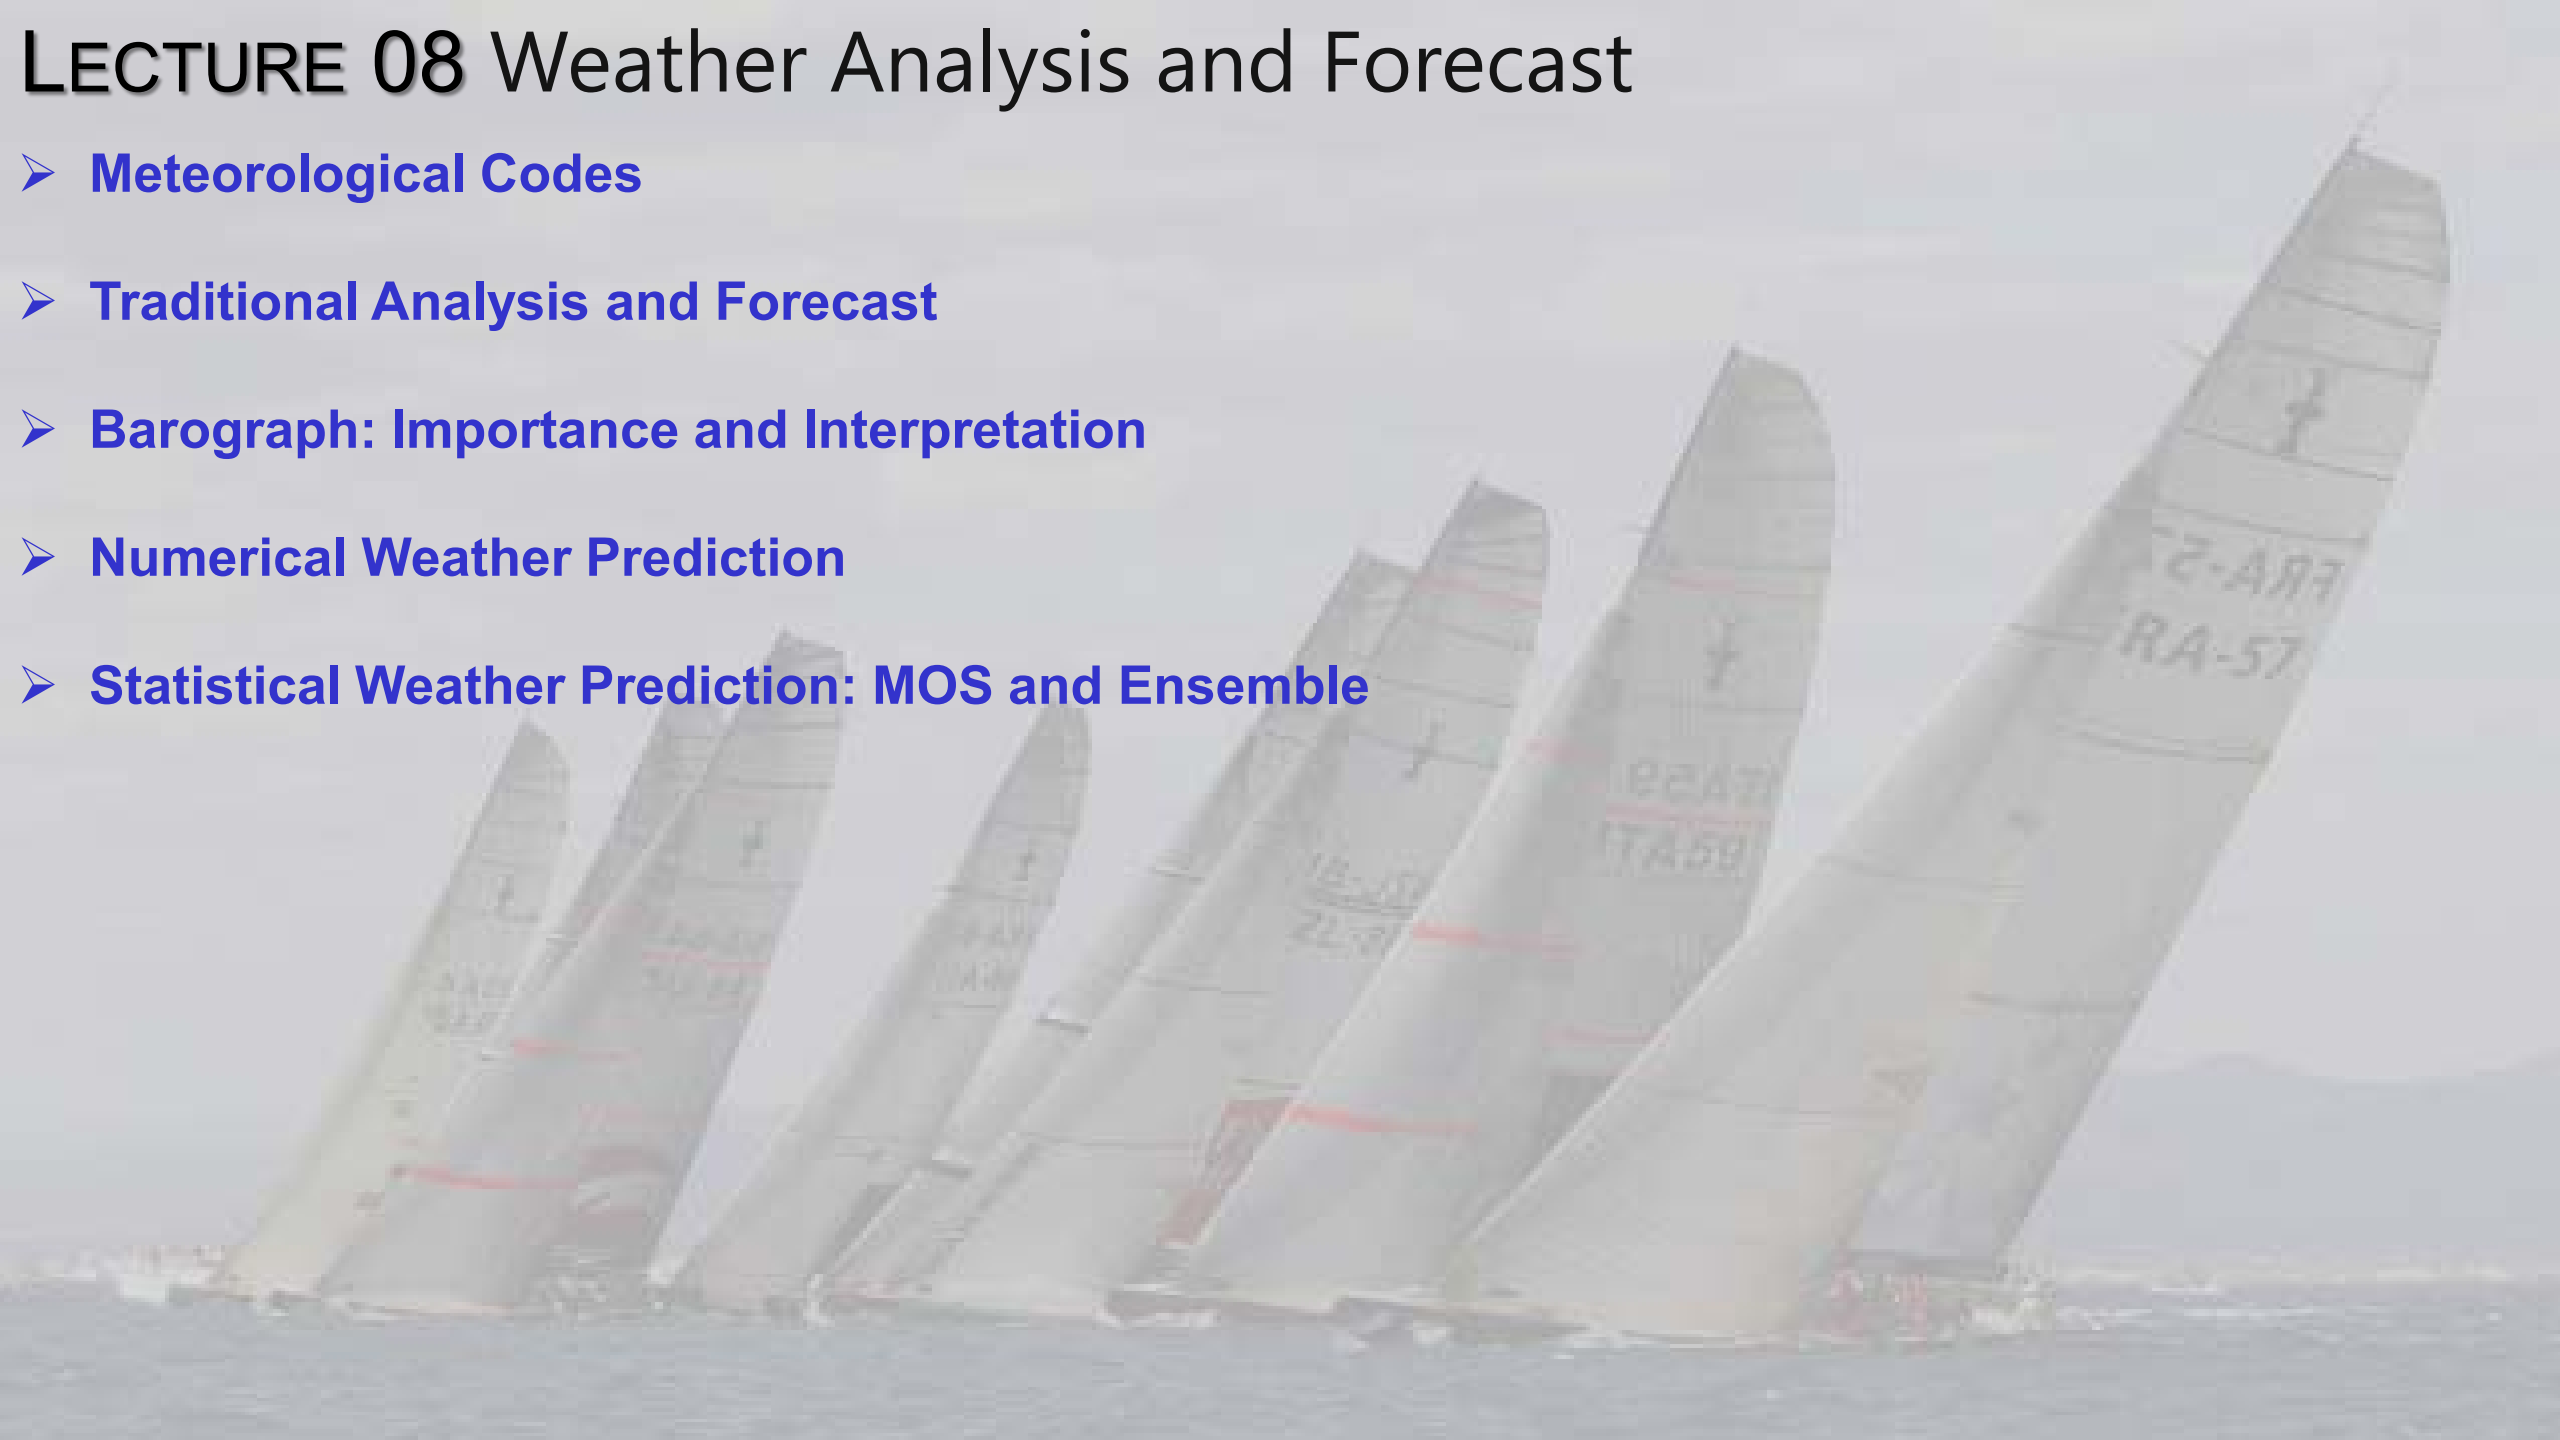 LECTURE 08 Weather Analysis and Forecast
➢ Meteorological Codes
➢ Traditional Analysis and Forecast
➢ Barograph: Importance and Interpretation
➢ Numerical Weather Prediction
➢ Statistical Weather Prediction: MOS and Ensemble